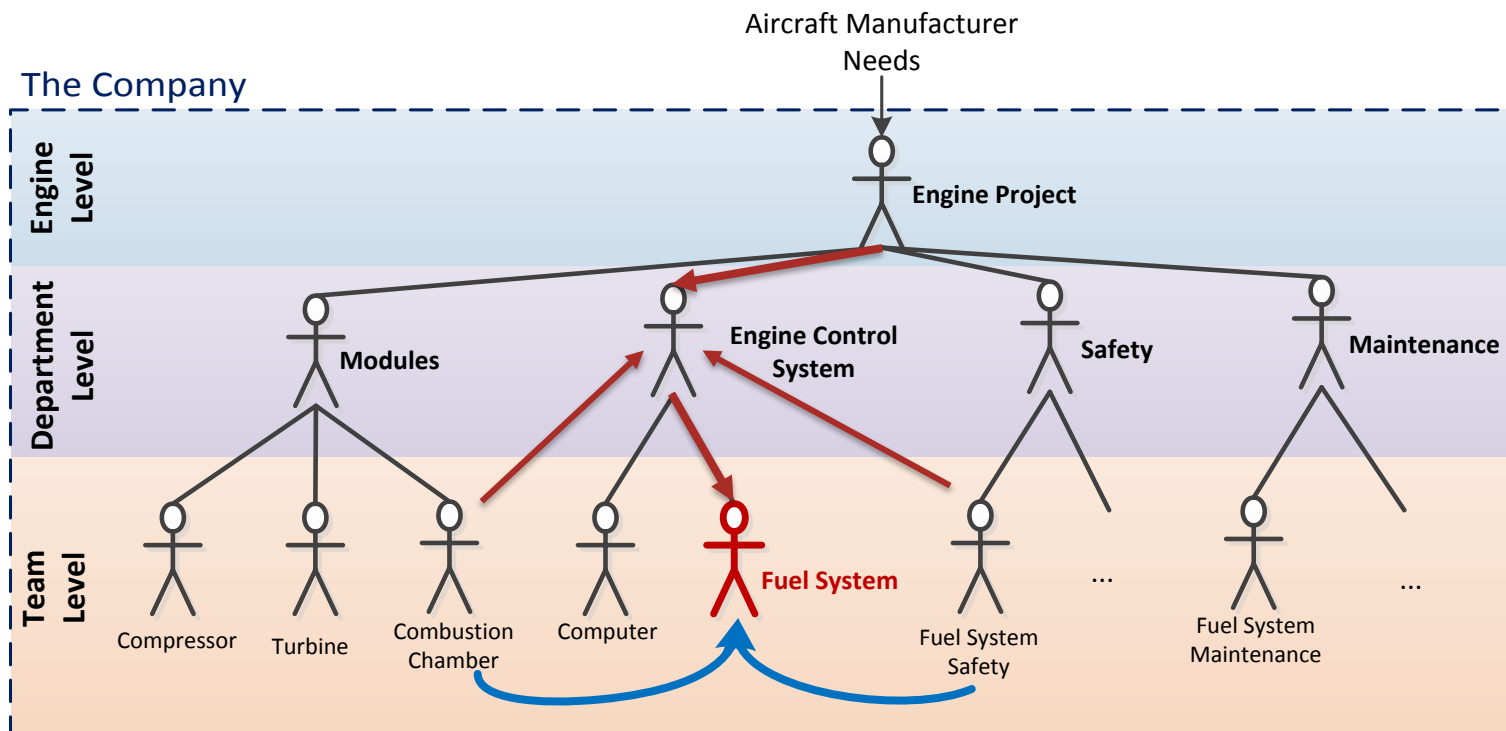 Aircraft Manufacturer
Needs
The Company
Engine
Level
Engine Project
Department
Level
Modules
Engine Control
System
Safety
Maintenance
Team
Level
Compressor
Turbine
Combustion
Chamber
Computer
Fuel System
Fuel System
Safety
...
Fuel System
Maintenance
...